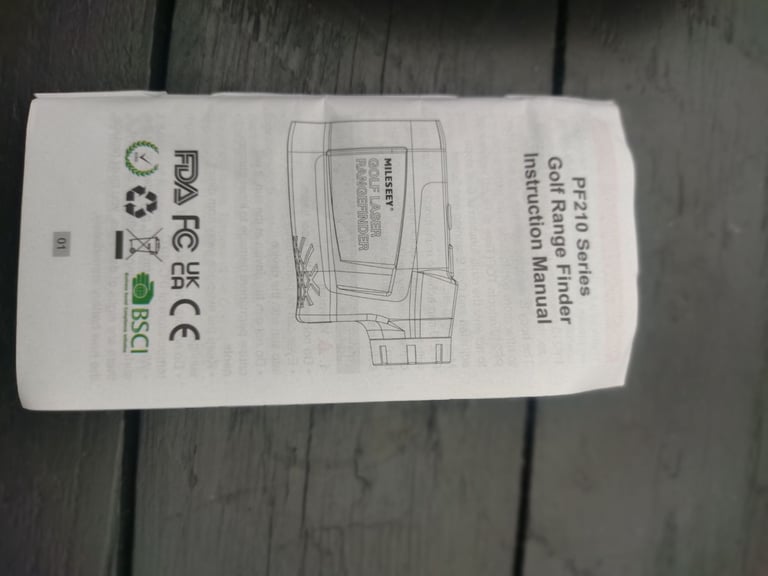 PF210 Series
Golf Range Finder
Instruction Manual
MILESEEY®
GOLF LASER
RANGEFINDER
FDA FC UK CA CE
BSCI
01